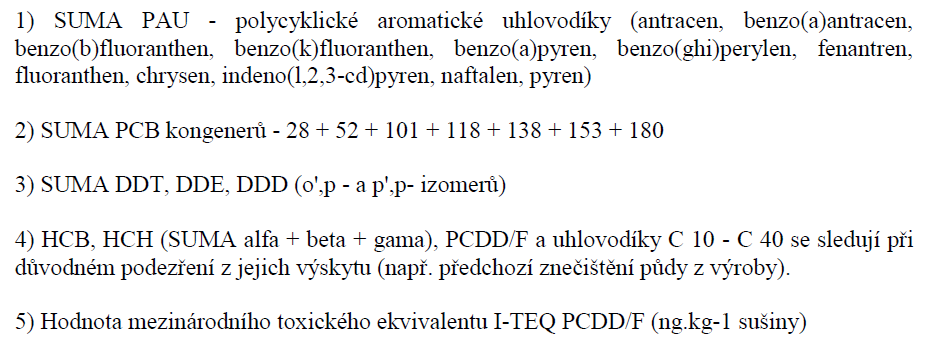 1) SUMA PAU - polycyklické aromatické uhlovodíky (antracen, benzo(a)antracen,
benzo(b)fluoranthen, benzo(k)fluoranthen, benzo(a)pyren, benzo(ghi)perylen, fenantren,
fluoranthen, chrysen, indeno(l,2,3-cd)pyren, naftalen, pyren)
2) SUMA PCB kongenerů - 28 + 52 + 101 + 118 + 138 + 153 + 180
3) SUMA DDT, DDE, DDD (o',p - a p',p- izomerů)
4) HCB, HCH (SUMA alfa + beta + gama), PCDD/F a uhlovodíky C 10 - C 40 se sledují při
důvodném podezření z jejich výskytu (např. předchozí znečištění půdy z výroby).
5) Hodnota mezinárodního toxického ekvivalentu I-TEQ PCDD/F (ng.kg-1 sušiny)